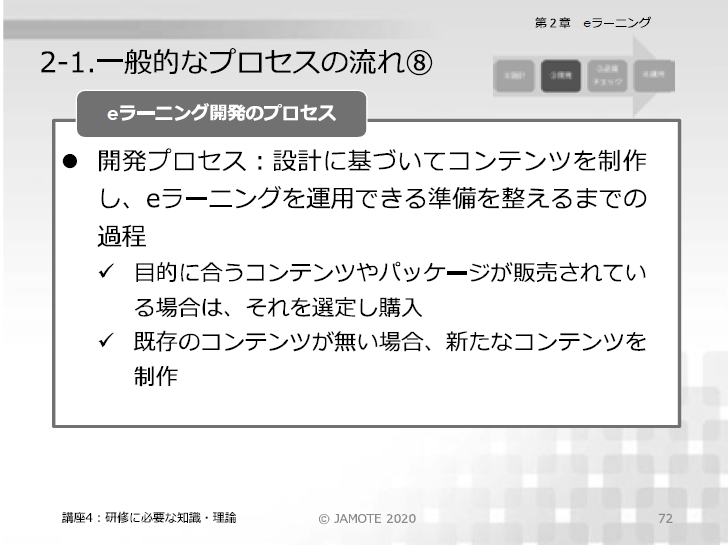 第２章　eラーニング
2-1.一般的なプロセスの流れ⑧
②開発
チェック
eラーニング開発のプロセス
● 開発プロセス：設計に基づいてコンテンツを制作
し、eラーニングを運用できる準備を整えるまでの
過程
✓ 目的に合うコンテンツやパッケージが販売されてい
る場合は、それを選定し購入
✓ 既存のコンテンツが無い場合、新たなコンテンツを
制作
講座4：研修に必要な知識・理論
© JAMOTE 2020
72